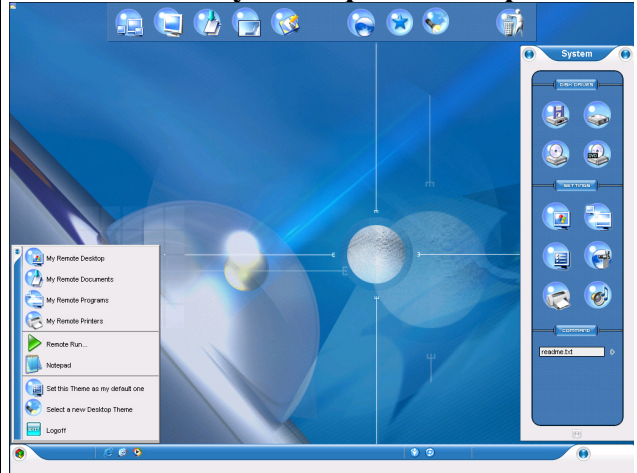 System
DISK DRIVES
SETTINGS
COMMAND
readme.txt
My Remote Desktop
My Remote Documents
My Remote Programs
My Remote Printers
Remote Run...
Notepad
Set this Theme as my default one
Select a new Desktop Theme
Logoff